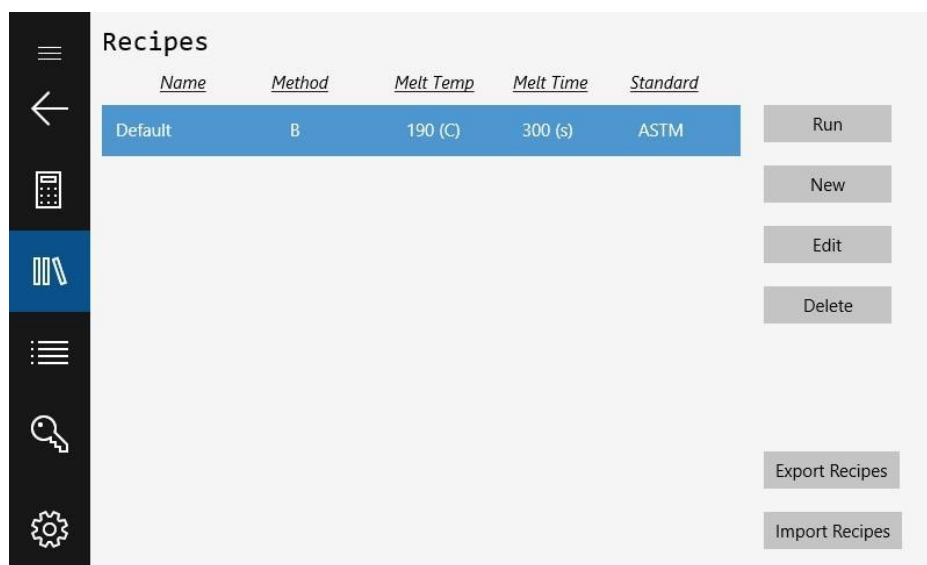 Recipes
Name Method Melt Temp Melt Time Standard
Default B 190 (C) 300 (s) ASTM
Run
New
Edit
Delete
Export Recipes
Import Recipes